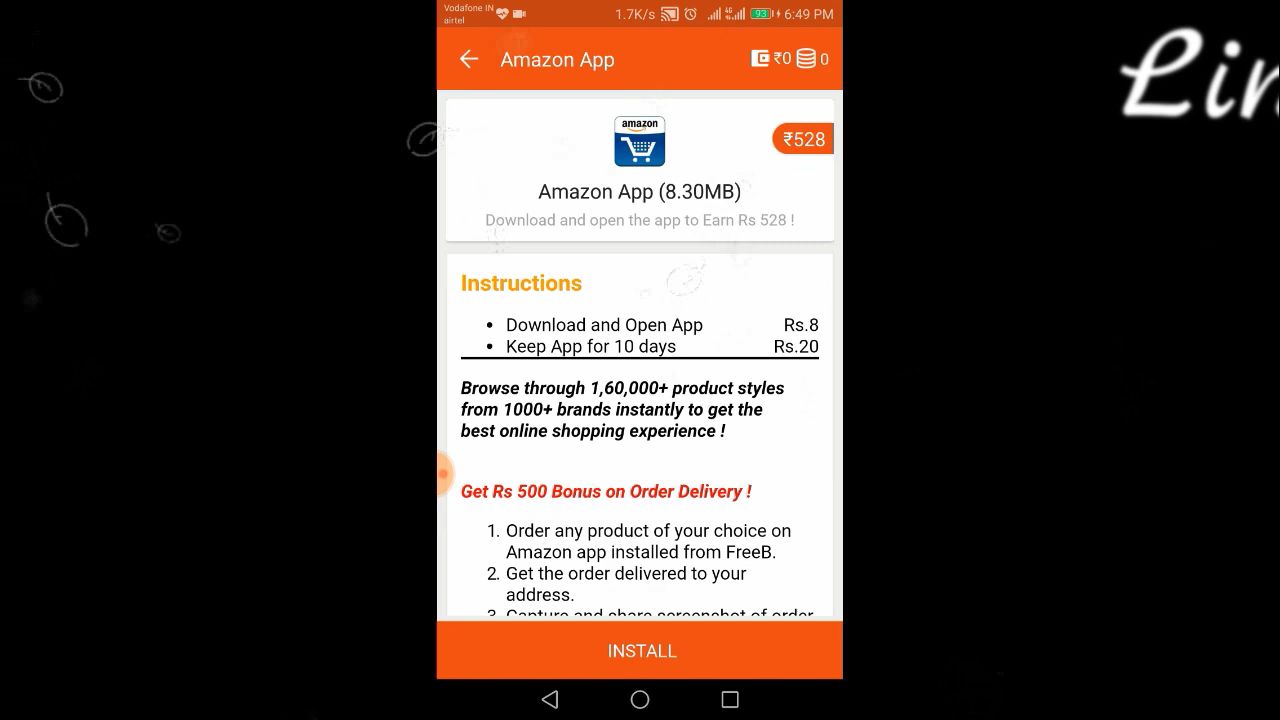 Vodafone IN
airtel
1.7K/s
4G
93
6:49 PM
Lin
Amazon App
₹0
0
amazon
₹528
Amazon App (8.30MB)
Download and open the app to Earn Rs 528 !
Instructions
• Download and Open App Rs.8
• Keep App for 10 days Rs.20
Browse through 1,60,000+ product styles
from 1000+ brands instantly to get the
best online shopping experience !
Get Rs 500 Bonus on Order Delivery !
1. Order any product of your choice on
Amazon app installed from FreeB.
2. Get the order delivered to your
address.
3. Capture and share screenshot of order
INSTALL